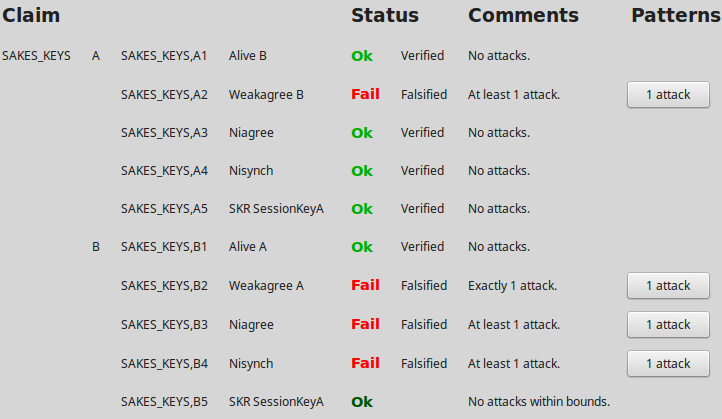 Claim Status Comments Patterns
SAKES_KEYS A SAKES_KEYS,A1 Alive B Ok Verified No attacks.
SAKES_KEYS,A2 Weakagree B Fail Falsified At least 1 attack. 1 attack
SAKES_KEYS,A3 Niagree Ok Verified No attacks.
SAKES_KEYS,A4 Nisynch Ok Verified No attacks.
SAKES_KEYS,A5 SKR SessionKeyA Ok Verified No attacks.
B SAKES_KEYS,B1 Alive A Ok Verified No attacks.
SAKES_KEYS,B2 Weakagree A Fail Falsified Exactly 1 attack. 1 attack
SAKES_KEYS,B3 Niagree Fail Falsified At least 1 attack. 1 attack
SAKES_KEYS,B4 Nisynch Fail Falsified At least 1 attack. 1 attack
SAKES_KEYS,B5 SKR SessionKeyA Ok No attacks within bounds.